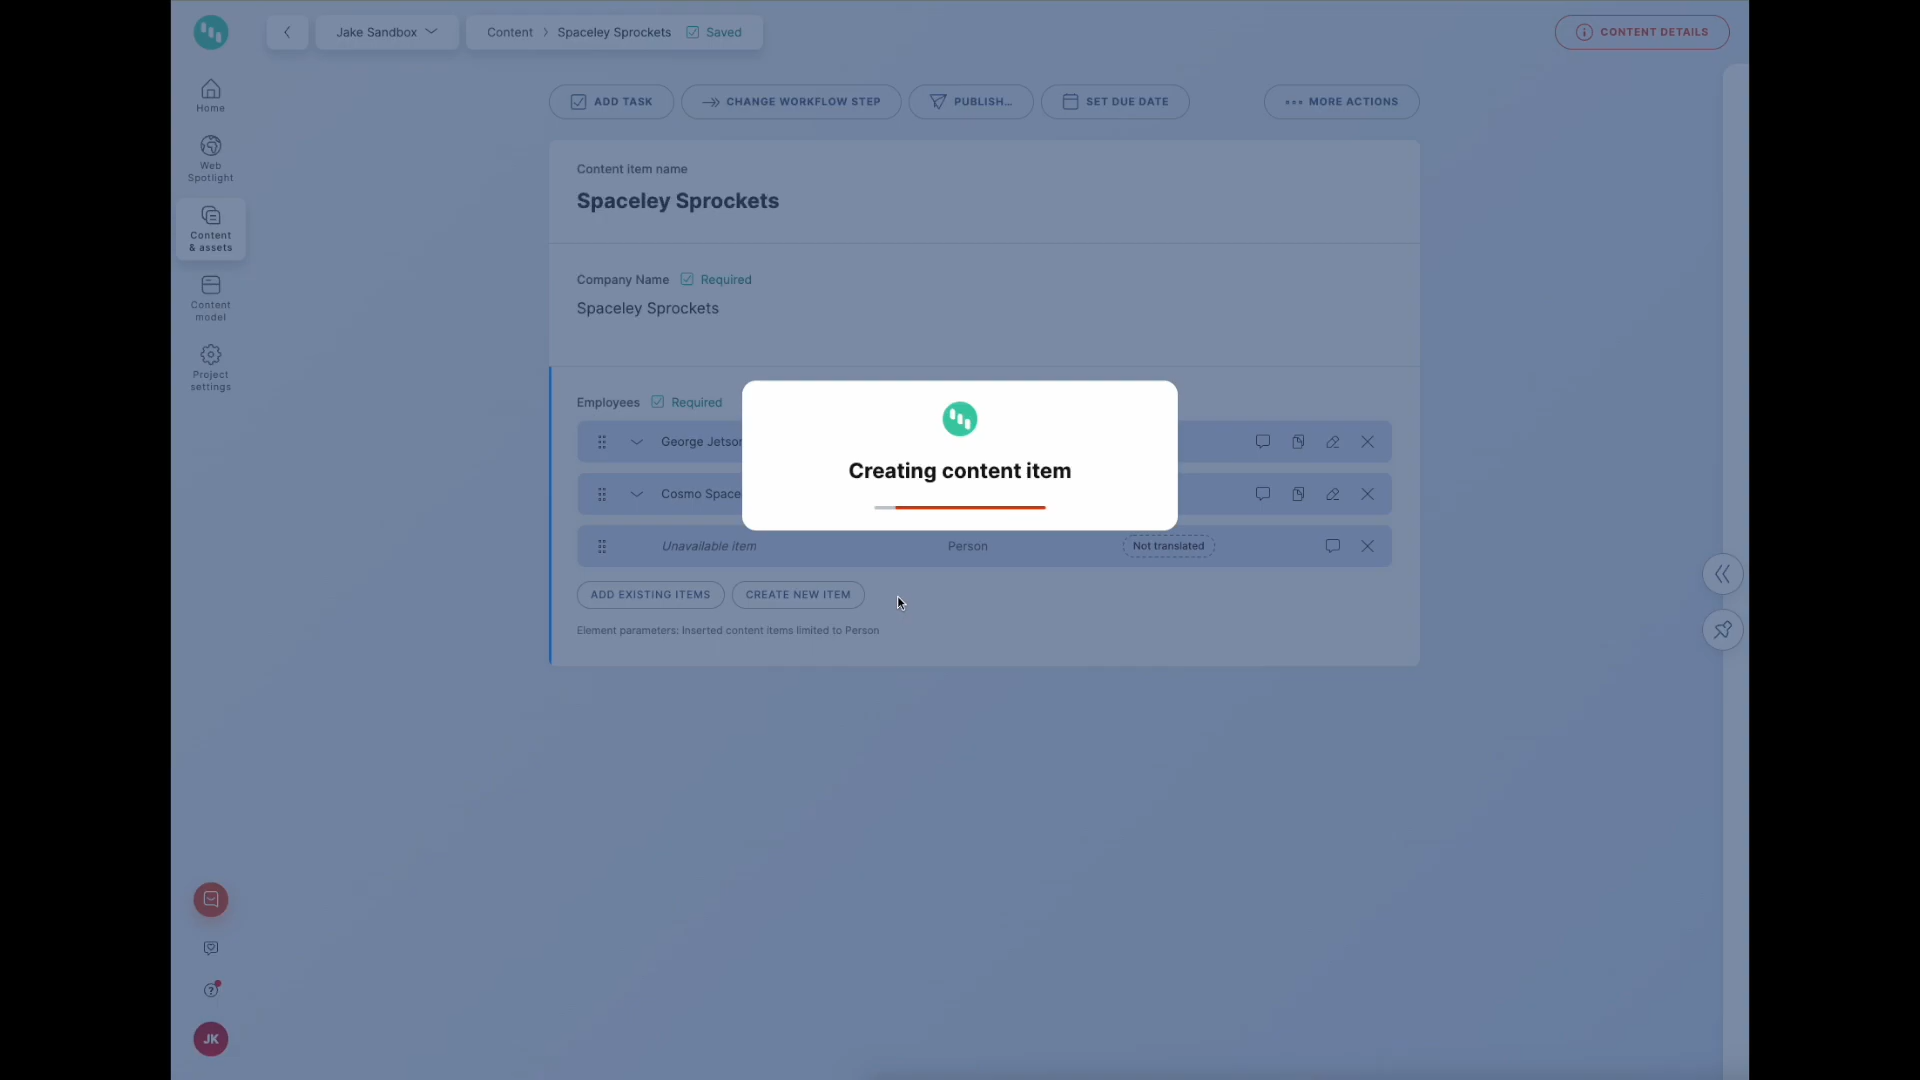 Jake Sandbox
Content > Spaceley Sprockets Saved
CONTENT DETAILS
Home
Web
Spotlight
Content
& assets
Content
model
Project
settings
ADD TASK
CHANGE WORKFLOW STEP
PUBLISH...
SET DUE DATE
MORE ACTIONS
Content item name
Spaceley Sprockets
Company Name Required
Spaceley Sprockets
Employees Required
George
Cosmo
Creating content item
Unavailable item Person Not translated
ADD EXISTING ITEMS
CREATE NEW ITEM
Element parameters: Inserted content items limited to Person
JK